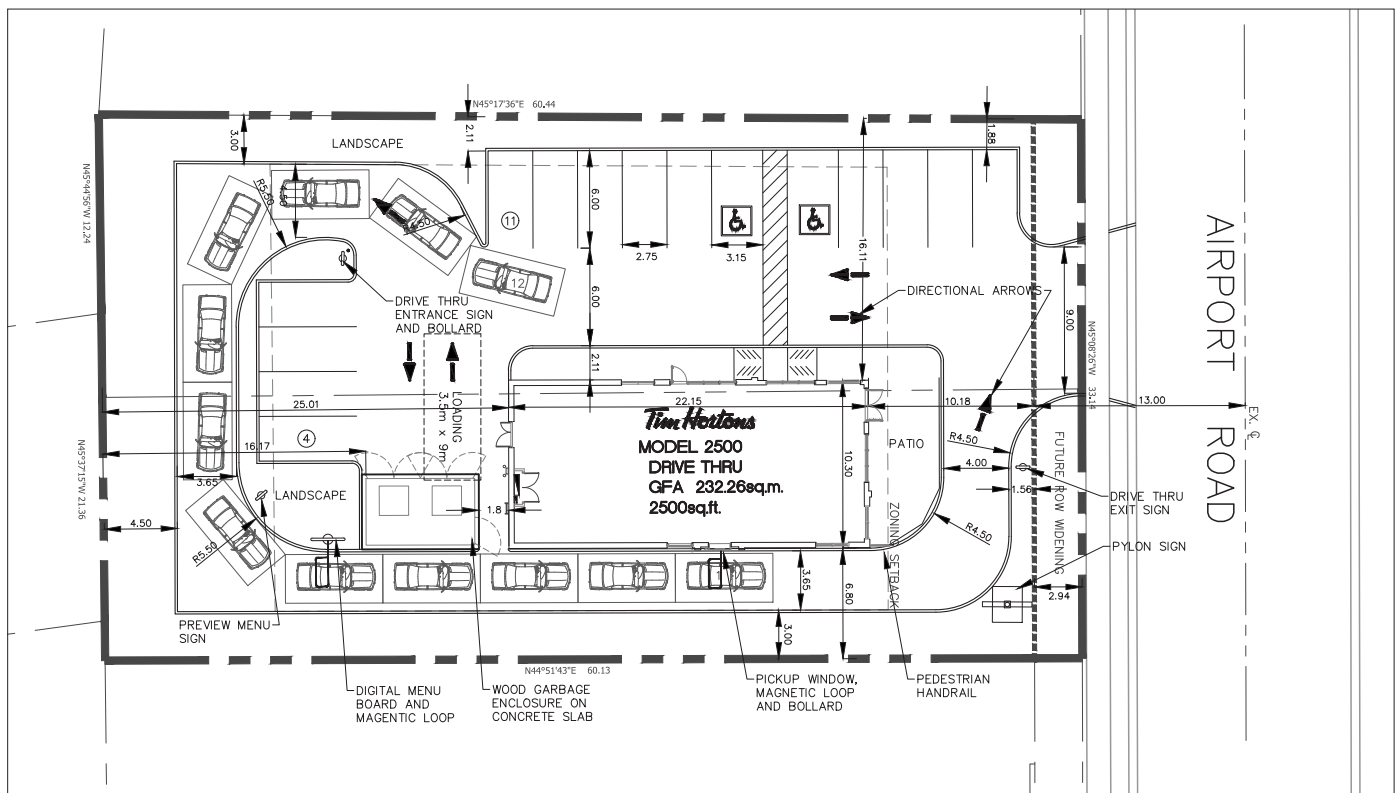 N45°17'36"E 60.44
3.00
LANDSCAPE
2.11
1.88
N45°44'56"W 12.24
R5.50
4.50
11
6.00
2.75
3.15
16.11
12
DRIVE THRU
ENTRANCE SIGN
AND BOLLARD
6.00
DIRECTIONAL ARROWS
9.00
N45°08'26"W 33.14
AIRPORT ROAD
2.11
LOADING
3.5m x 9m
25.01
22.15
10.18
13.00
EX. ℄
Tim Hortons
MODEL 2500
DRIVE THRU
GFA 232.26sq.m.
2500sq.ft.
10.30
PATIO
R4.50
4.00
4
16.17
3.65
LANDSCAPE
1.8
1.56
FUTURE ROW WIDENING
DRIVE THRU
EXIT SIGN
N45°37'15"W 21.36
4.50
R5.50
ZONING SETBACK
R4.50
PYLON SIGN
3.65
6.80
2.94
3.00
PREVIEW MENU
SIGN
N44°51'43"E 60.13
DIGITAL MENU
BOARD AND
MAGENTIC LOOP
WOOD GARBAGE
ENCLOSURE ON
CONCRETE SLAB
PICKUP WINDOW,
MAGNETIC LOOP
AND BOLLARD
PEDESTRIAN
HANDRAIL